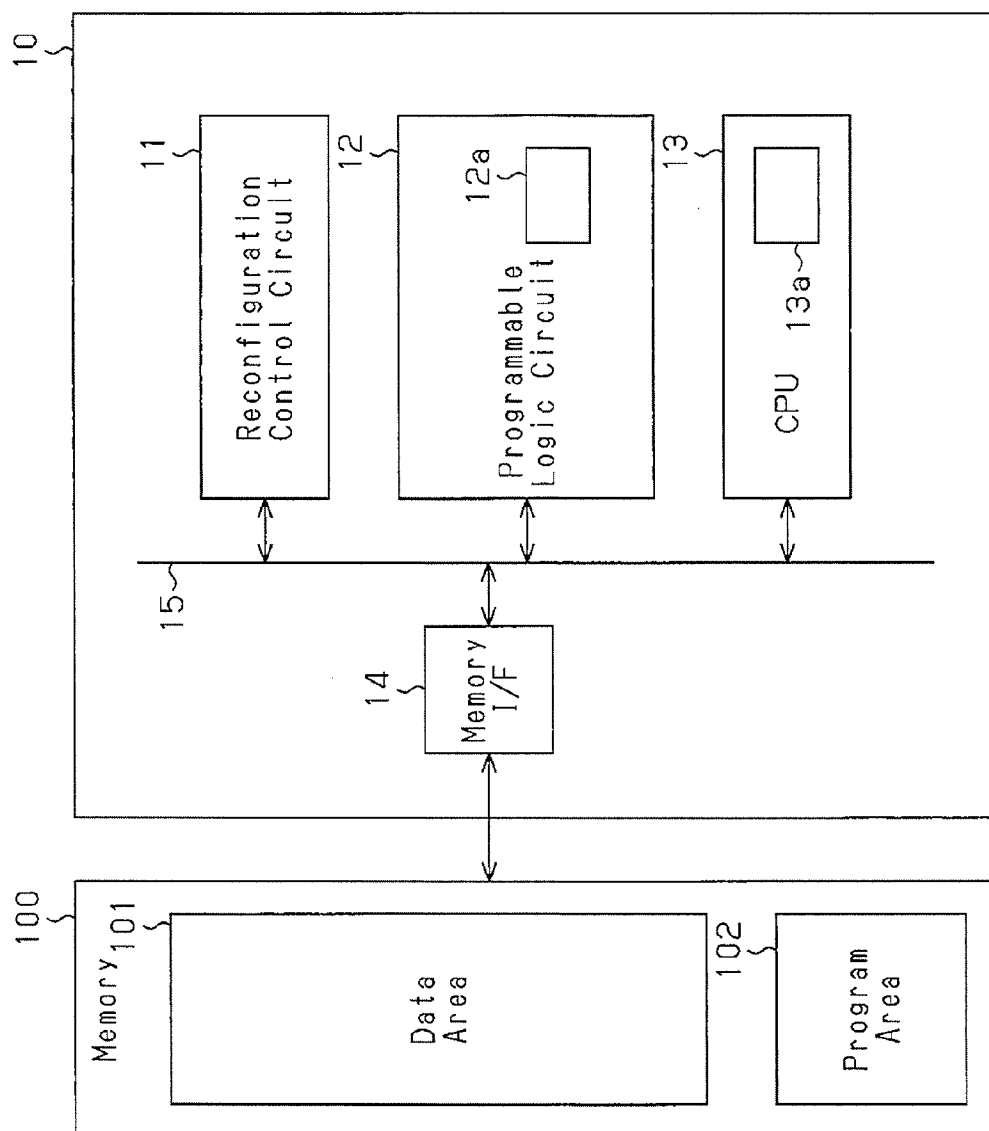 10
11
Reconfiguration
Control Circuit
12
12a
Programmable
Logic Circuit
13
13a
CPU
15
14
Memory
I/F
100
Memory
101
Data
Area
102
Program
Area